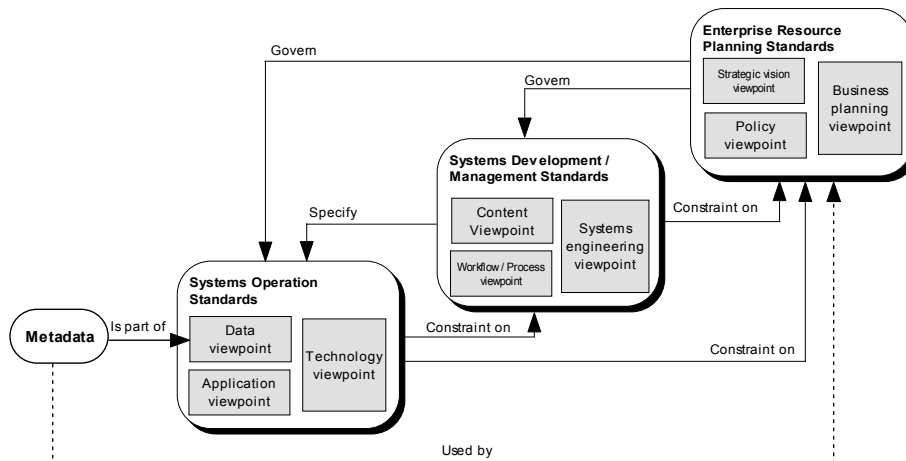 Enterprise Resource
Planning Standards
Strategic vision
viewpoint
Policy
viewpoint
Business
planning
viewpoint
Govern
Govern
Systems Development /
Management Standards
Content
Viewpoint
Workflow / Process
viewpoint
Systems
engineering
viewpoint
Constraint on
Specify
Systems Operation
Standards
Data
viewpoint
Application
viewpoint
Technology
viewpoint
Metadata
Is part of
Constraint on
Constraint on
Used by